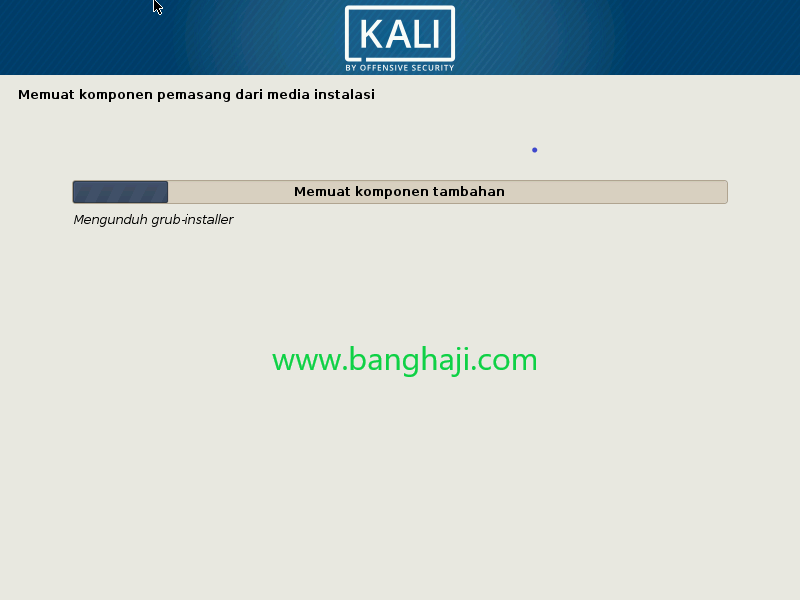 KALI
BY OFFENSIVE SECURITY
Memuat komponen pemasang dari media instalasi
Memuat komponen tambahan
Mengunduh grub-installer
www.banghaji.com